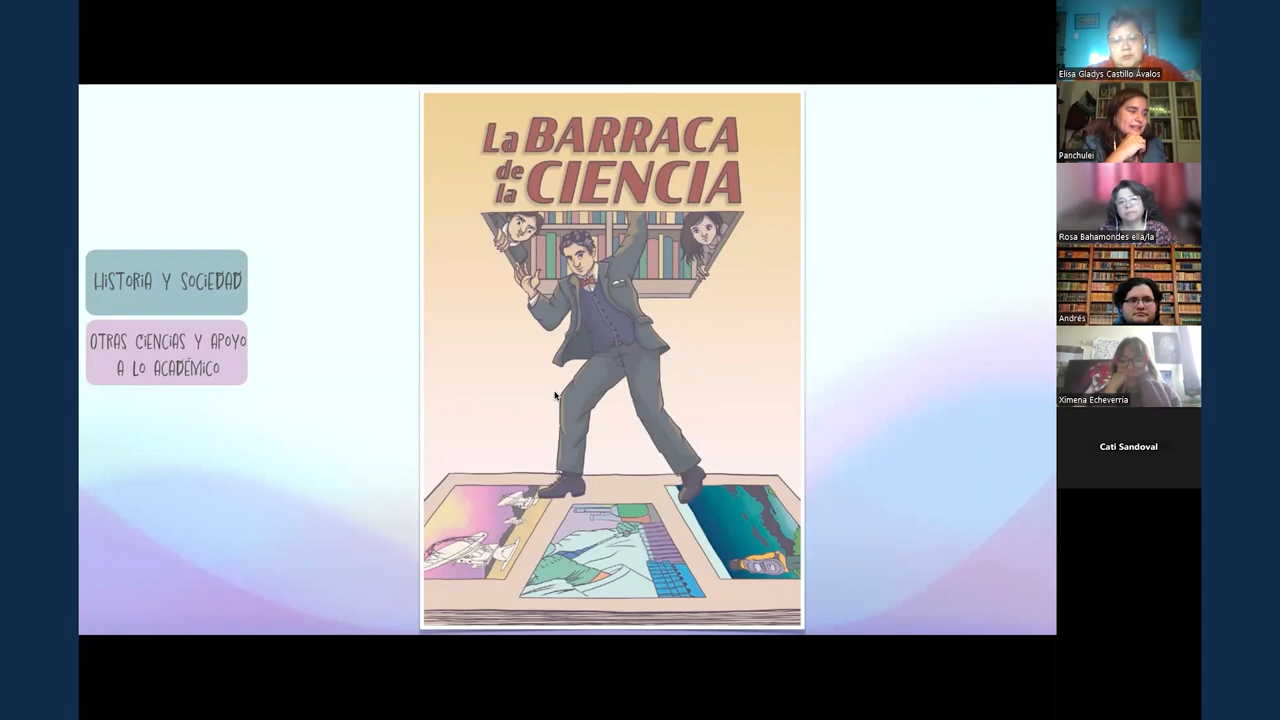 La BARRACA
de la CIENCIA
HISTORIA Y SOCIEDAD
OTRAS CIENCIAS Y APOYO
A LO ACADÉMICO
Elisa Gladys Castillo Ávalos
Panchulei
Rosa Bahamondes ella/la
Andrés
Ximena Echeverria
Cati Sandoval